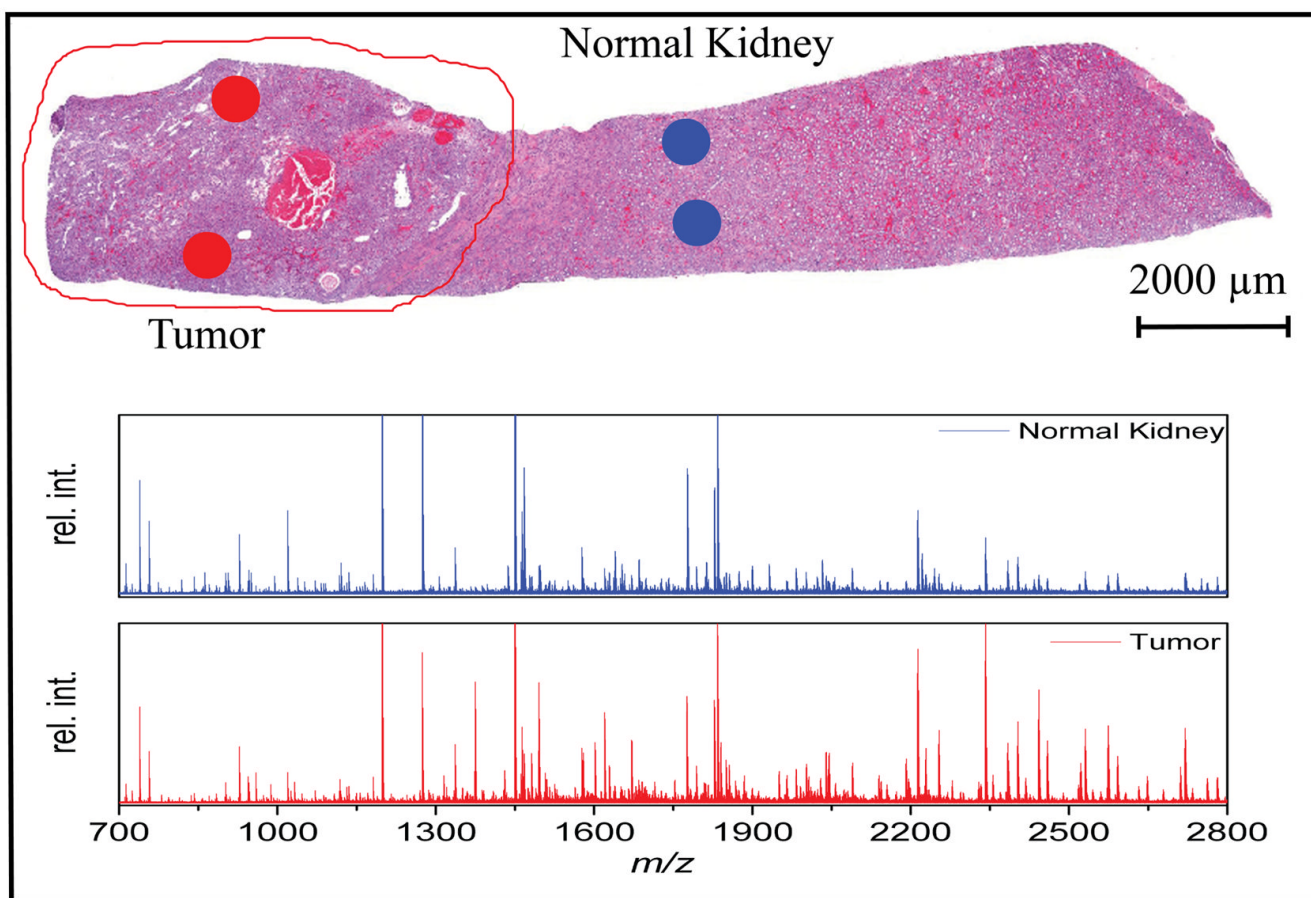 Normal Kidney
Tumor
2000 µm
rel. int.
Normal Kidney
rel. int.
Tumor
700 1000 1300 1600 1900 2200 2500 2800
m/z